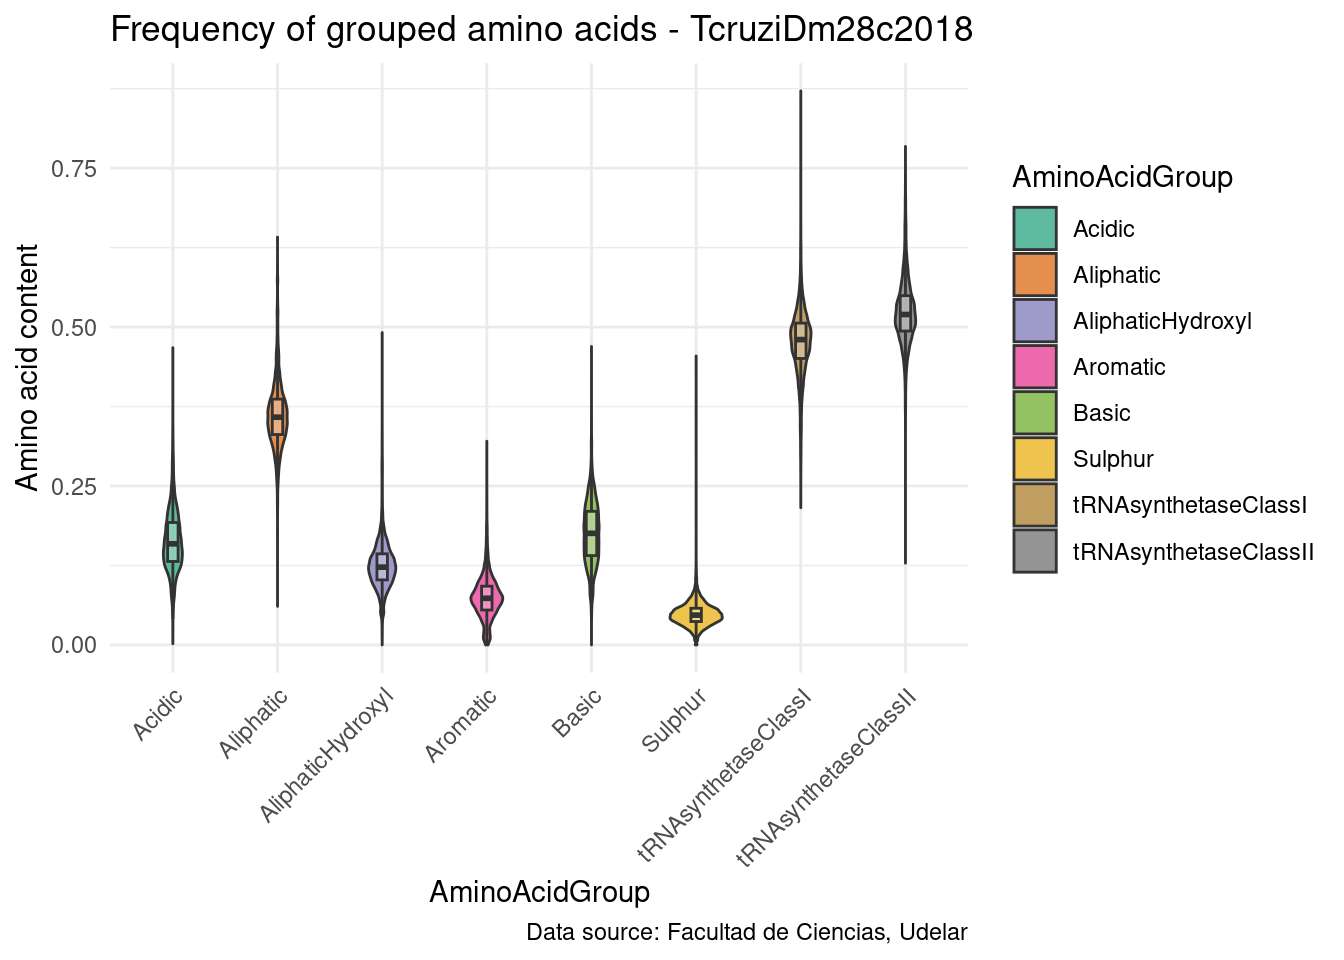 Frequency of grouped amino acids - TcruziDm28c2018
Amino acid content
0.75
0.50
0.25
0.00
Acidic
Aliphatic
AliphaticHydroxyl
Aromatic
Basic
Sulphur
tRNAsynthetaseClassI
tRNAsynthetaseClassII
AminoAcidGroup
Data source: Facultad de Ciencias, Udelar
AminoAcidGroup
Acidic
Aliphatic
AliphaticHydroxyl
Aromatic
Basic
Sulphur
tRNAsynthetaseClassI
tRNAsynthetaseClassII